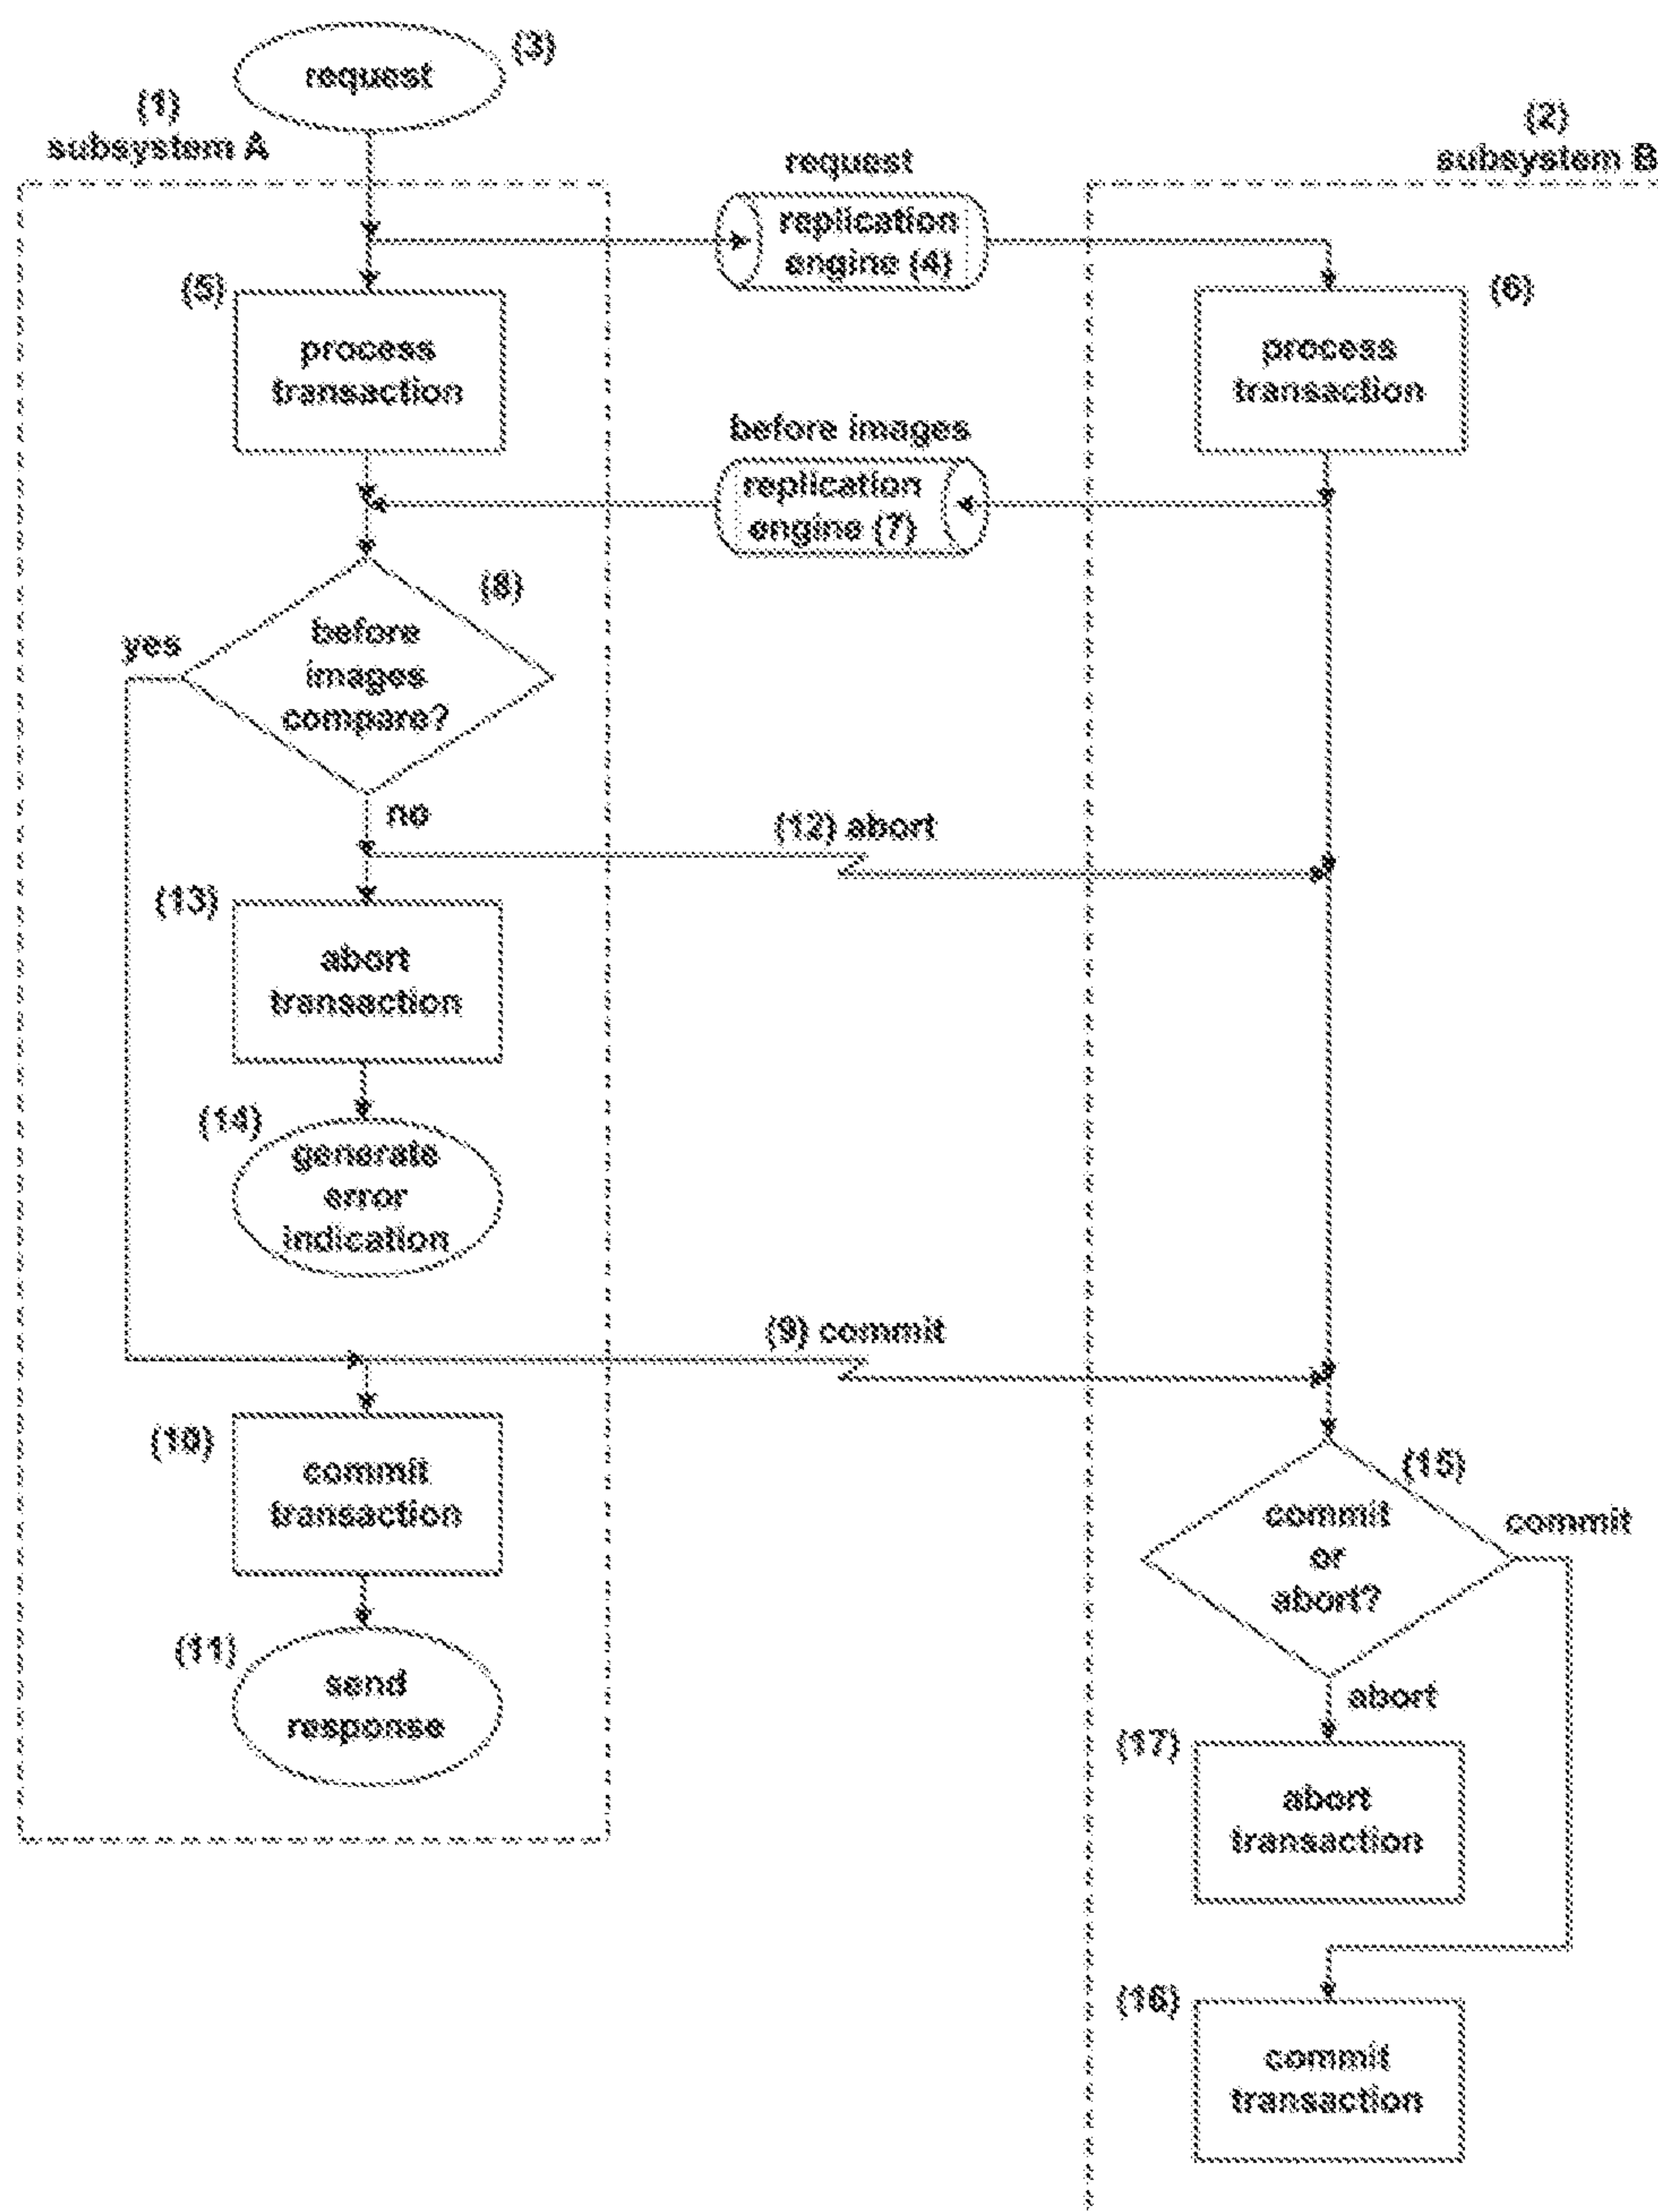 request
(3)
(1)
subsystem A
(2)
subsystem B
request
replication
engine (4)
(5)
process
transaction
(6)
process
transaction
before images
replication
engine (7)
(8)
before
images
compare?
yes
no
(12) abort
(13)
abort
transaction
(14)
generate
error
indication
(9) commit
(10)
commit
transaction
(11)
send
response
(15)
commit
or
abort?
commit
abort
(17)
abort
transaction
(16)
commit
transaction